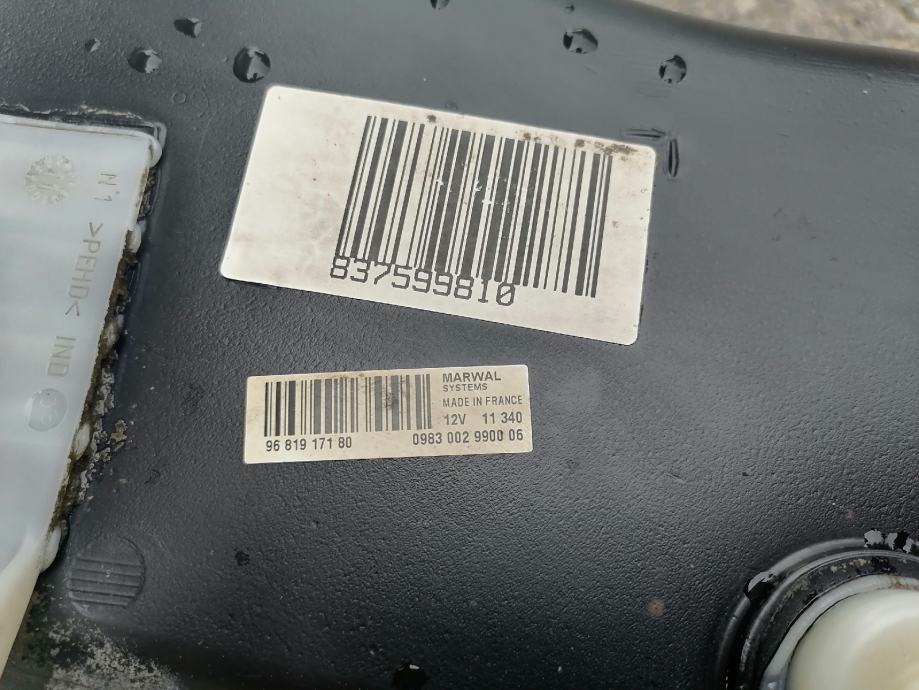 837599810
MARWAL
SYSTEMS
MADE IN FRANCE
12V 11 340
96 819 171 80
0983 002 9900 06
N°1 >PEHD< IND